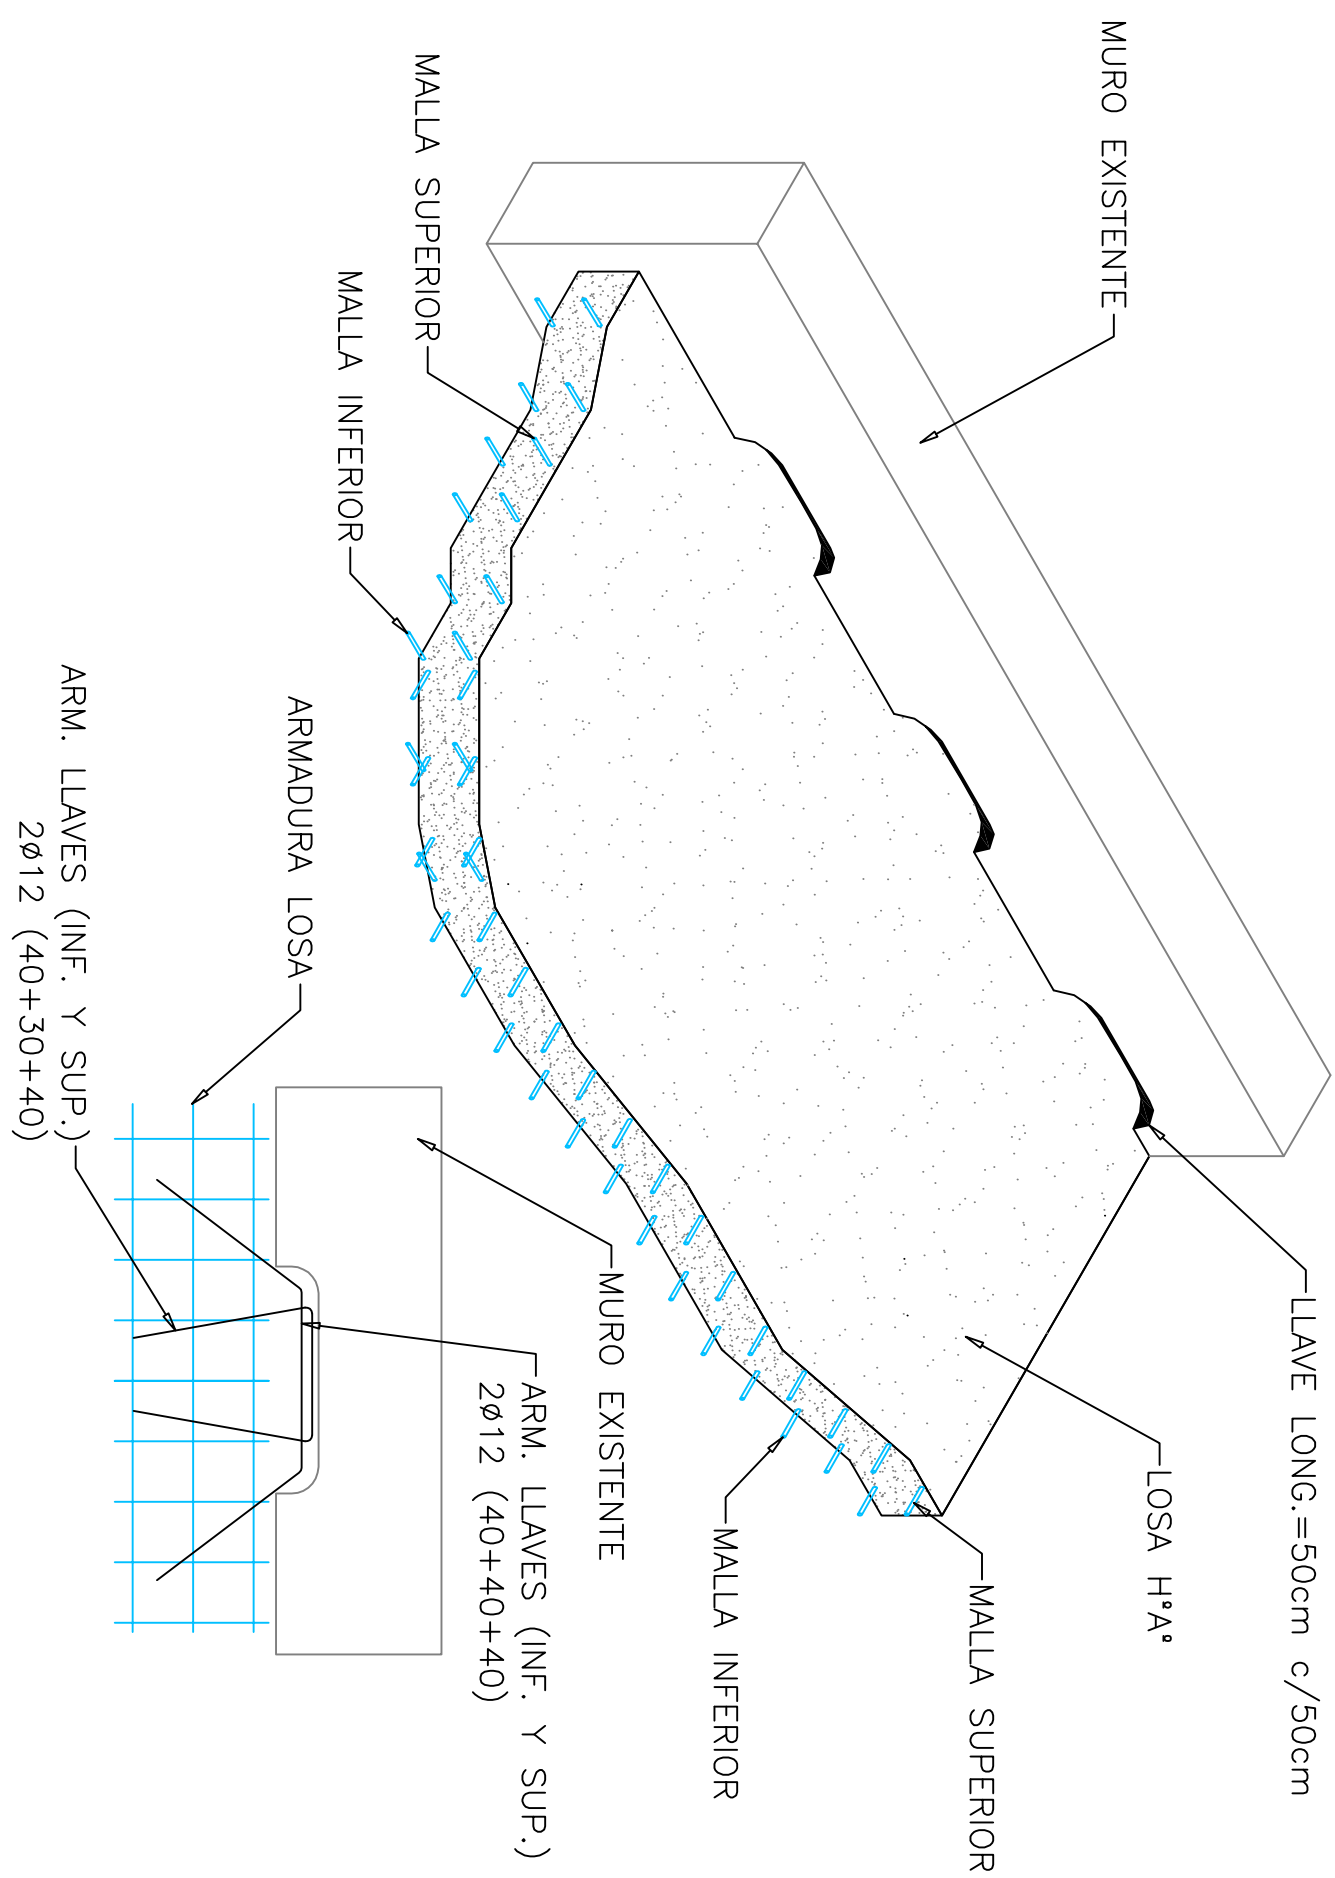 LLAVE LONG.=50cm c/50cm
LOSA HºAº
MURO EXISTENTE
MALLA SUPERIOR
MALLA INFERIOR
MURO EXISTENTE
ARM. LLAVES (INF. Y SUP.)
2ø12 (40+40+40)
MALLA SUPERIOR
MALLA INFERIOR
ARMADURA LOSA
ARM. LLAVES (INF. Y SUP.)
2ø12 (40+30+40)